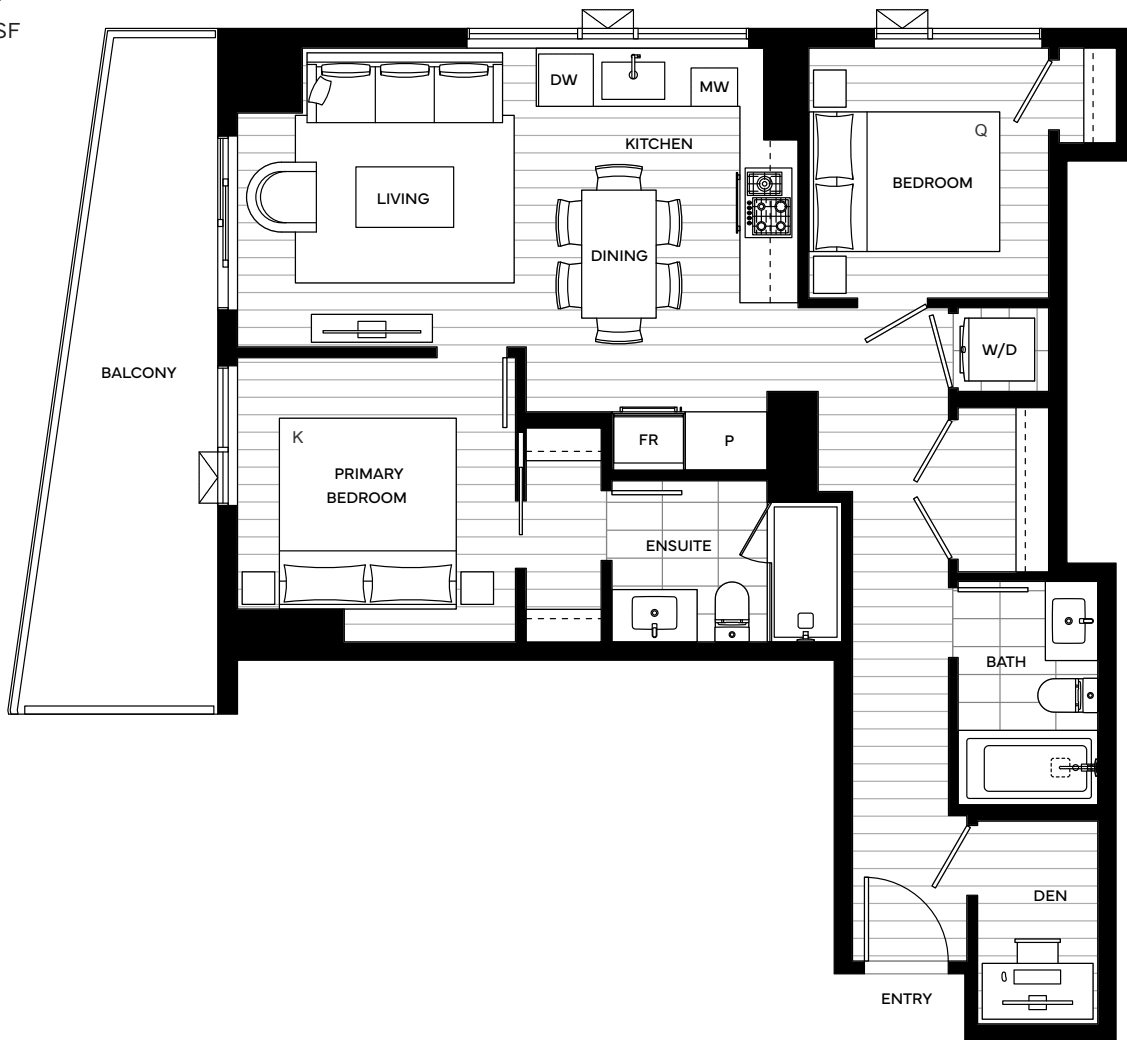 SF
DW
MW
KITCHEN
Q
BEDROOM
LIVING
DINING
W/D
BALCONY
K
FR
P
PRIMARY
BEDROOM
ENSUITE
BATH
DEN
ENTRY